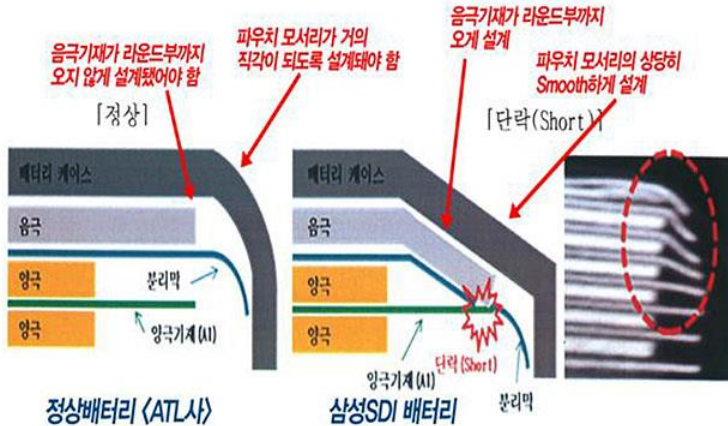 음극기재가 라운드부까지
오지 않게 설계됐어야 함
파우치 모서리가 거의
직각이 되도록 설계돼야 함
음극기재가 라운드부까지
오게 설계
파우치 모서리의 상당히
Smooth하게 설계
「정상]
「단락(Short)]
배터리 케이스
음극
양극
분리막
양극
양극기재(Al)
배터리 케이스
음극
양극
양극
양극기재(Al)
단락(Short)
분리막
정상배터리 <ATL사>
삼성SDI 배터리